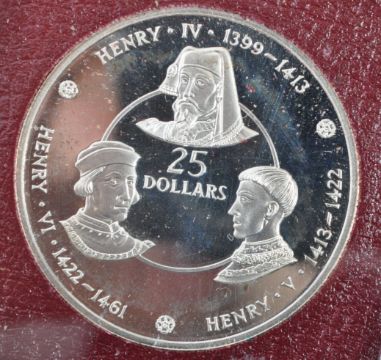 HENRY · IV · 1399–1413
HENRY · V · 1413–1422
HENRY · VI · 1422–1461
25
DOLLARS